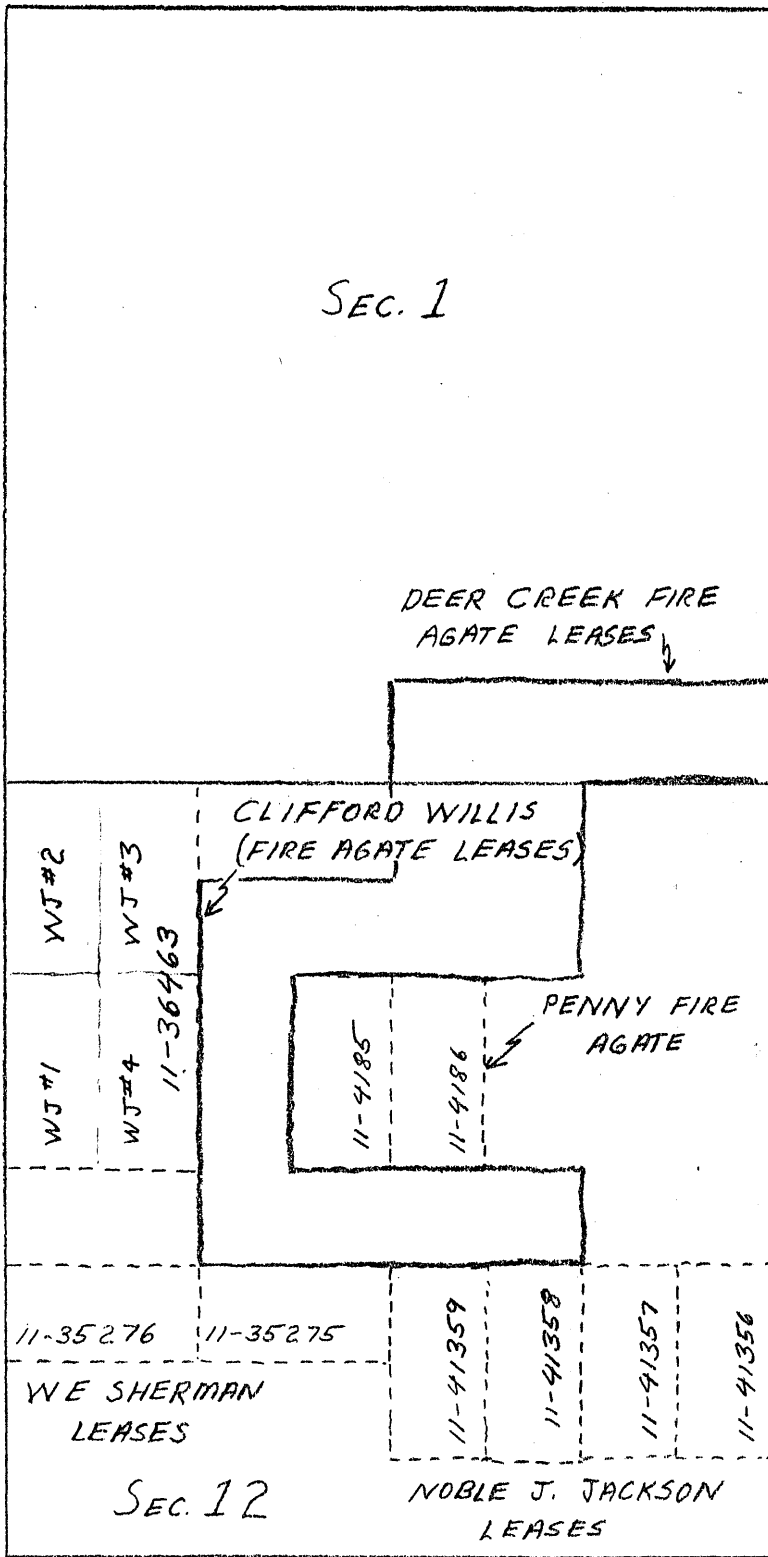 SEC. 1
DEER CREEK FIRE
AGATE LEASES
CLIFFORD WILLIS
(FIRE AGATE LEASES)
WJ#2
WJ#3
11-36463
WJ#1
WJ#4
11-4185
11-4186
PENNY FIRE
AGATE
11-35276
11-35275
11-41359
11-41358
11-41357
11-41356
WE SHERMAN
LEASES
SEC. 12
NOBLE J. JACKSON
LEASES